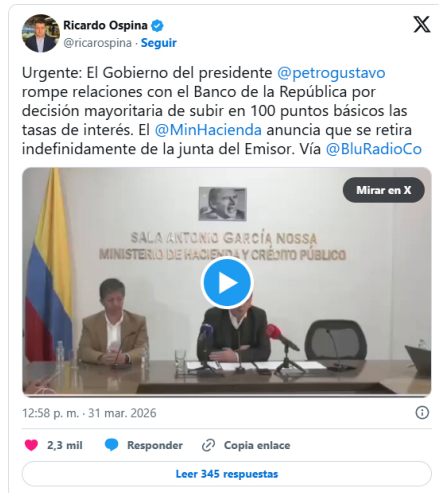 Ricardo Ospina
@ricarospina · Seguir
Urgente: El Gobierno del presidente @petrogustavo
rompe relaciones con el Banco de la República por
decisión mayoritaria de subir en 100 puntos básicos las
tasas de interés. El @MinHacienda anuncia que se retira
indefinidamente de la junta del Emisor. Vía @BluRadioCo
Mirar en X
SALA ANTONIO GARCÍA NOSSA
MINISTERIO DE HACIENDA Y CRÉDITO PÚBLICO
12:58 p. m. · 31 mar. 2026
2,3 mil Responder Copia enlace
Leer 345 respuestas